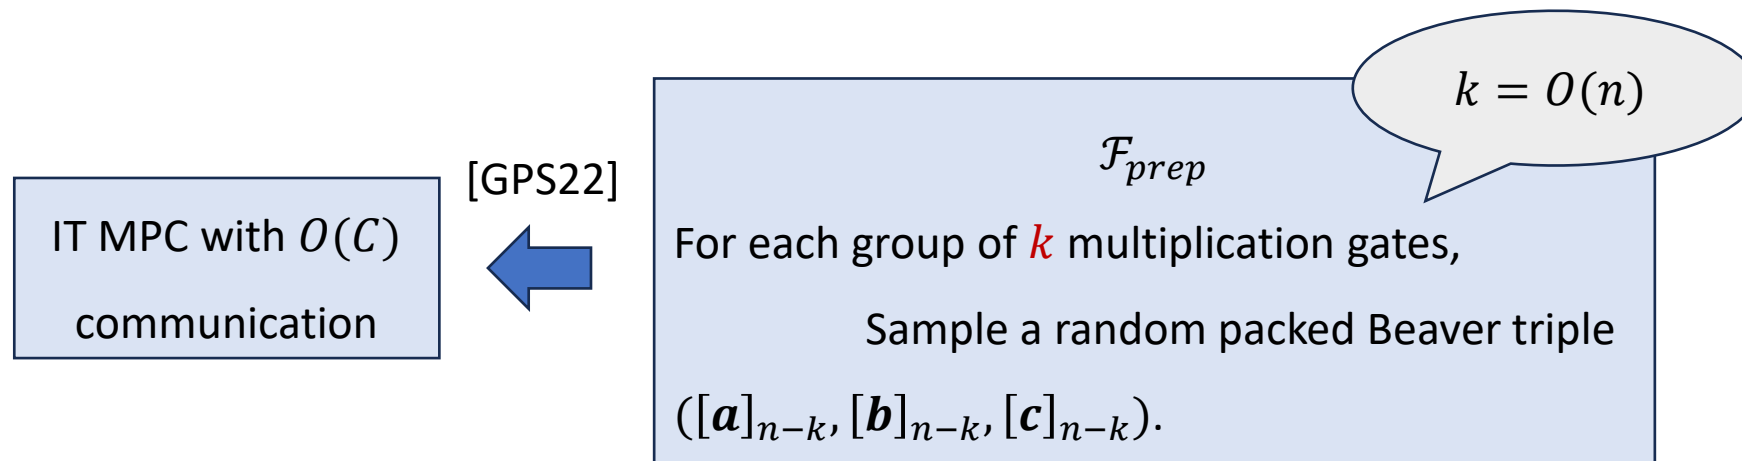 IT MPC with 𝑂(𝐶)
communication
[GPS22]
𝑘 = 𝑂(𝑛)
ℱ_𝑝𝑟𝑒𝑝
For each group of 𝑘 multiplication gates,
Sample a random packed Beaver triple
([𝒂]_{𝑛−𝑘}, [𝒃]_{𝑛−𝑘}, [𝒄]_{𝑛−𝑘}).